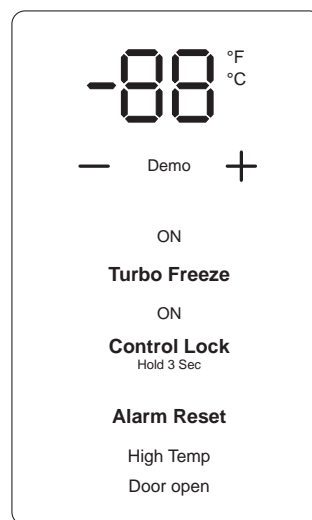 -88 °F
°C
− Demo +
ON
Turbo Freeze
ON
Control Lock
Hold 3 Sec
Alarm Reset
High Temp
Door open